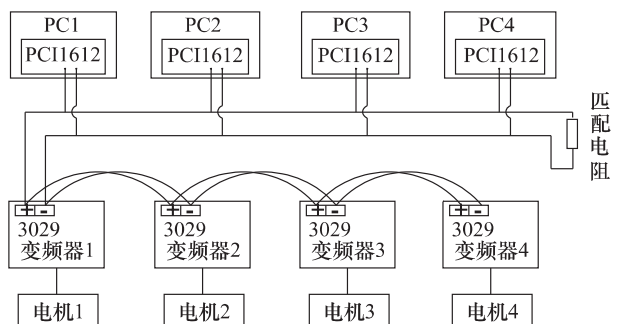 PC1
PCI1612
PC2
PCI1612
PC3
PCI1612
PC4
PCI1612
匹配电阻
+ -
3029
变频器1
+ -
3029
变频器2
+ -
3029
变频器3
+ -
3029
变频器4
电机1
电机2
电机3
电机4